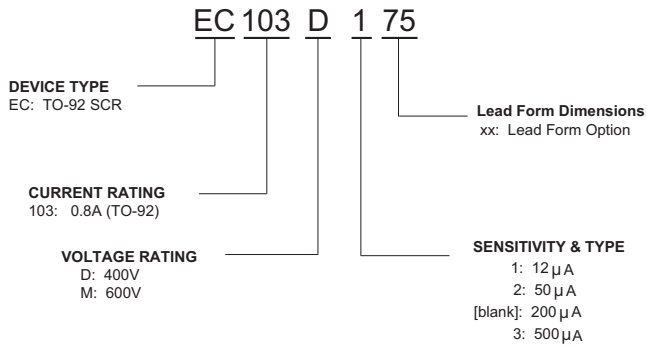 EC 103 D 1 75
DEVICE TYPE
EC: TO-92 SCR
Lead Form Dimensions
xx: Lead Form Option
CURRENT RATING
103: 0.8A (TO-92)
VOLTAGE RATING
D: 400V
M: 600V
SENSITIVITY & TYPE
1: 12 μA
2: 50 μA
[blank]: 200 μA
3: 500 μA